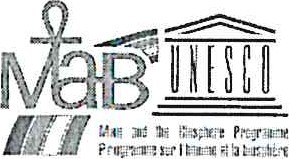 MAB
UNESCO
Man and the Biosphere Programme
Programme sur l'homme et la biosphère